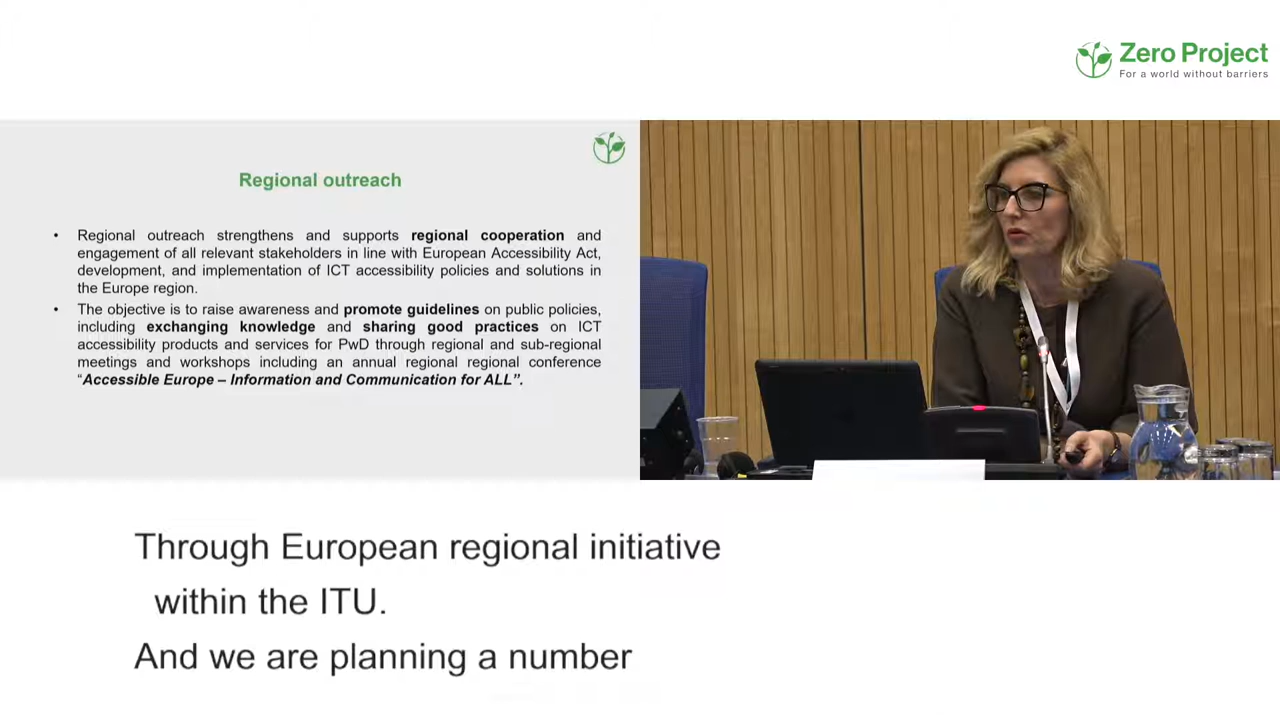 Zero Project
For a world without barriers
Regional outreach
• Regional outreach strengthens and supports regional cooperation and
engagement of all relevant stakeholders in line with European Accessibility Act,
development, and implementation of ICT accessibility policies and solutions in
the Europe region.
• The objective is to raise awareness and promote guidelines on public policies,
including exchanging knowledge and sharing good practices on ICT
accessibility products and services for PwD through regional and sub-regional
meetings and workshops including an annual regional regional conference
“Accessible Europe – Information and Communication for ALL”.
Through European regional initiative
within the ITU.
And we are planning a number